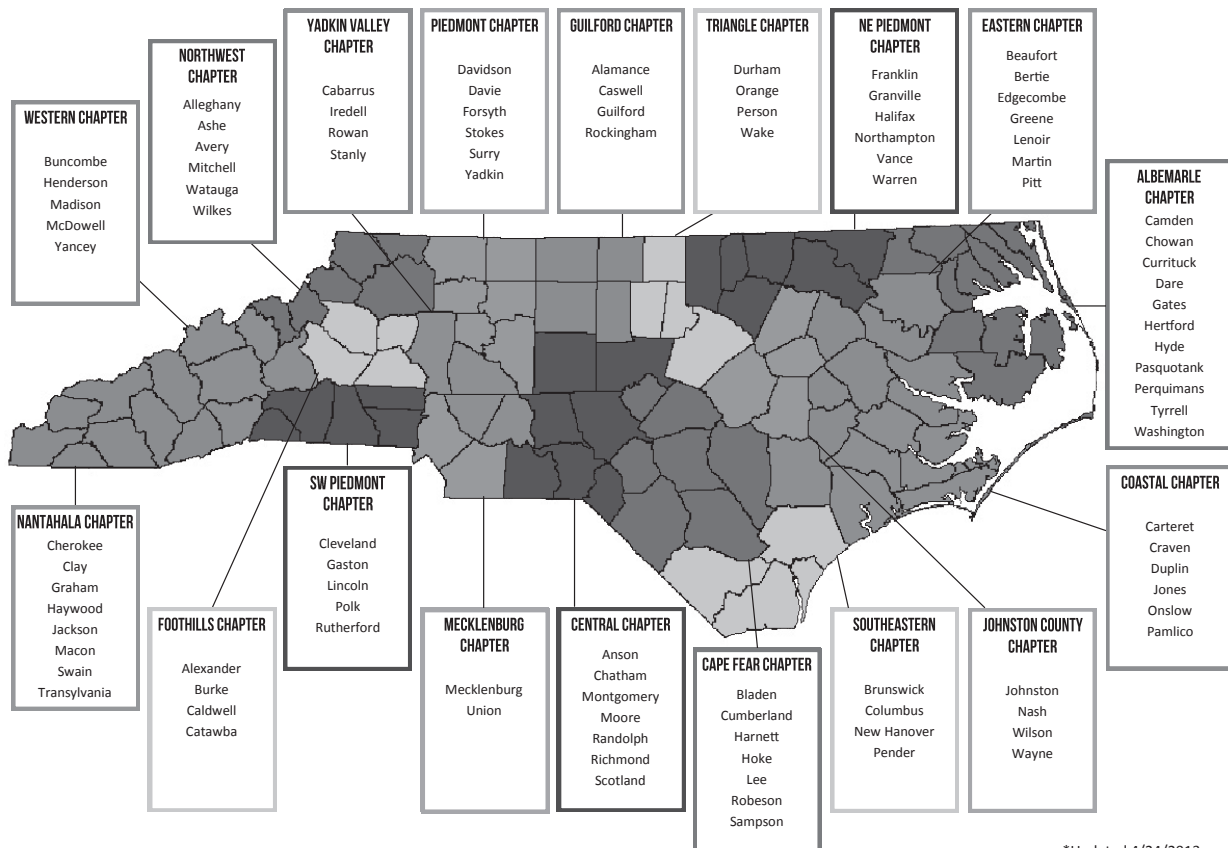 YADKIN VALLEY
CHAPTER
Cabarrus
Iredell
Rowan
Stanly
PIEDMONT CHAPTER
Davidson
Davie
Forsyth
Stokes
Surry
Yadkin
GUILFORD CHAPTER
Alamance
Caswell
Guilford
Rockingham
TRIANGLE CHAPTER
Durham
Orange
Person
Wake
NE PIEDMONT
CHAPTER
Franklin
Granville
Halifax
Northampton
Vance
Warren
EASTERN CHAPTER
Beaufort
Bertie
Edgecombe
Greene
Lenoir
Martin
Pitt
NORTHWEST
CHAPTER
Alleghany
Ashe
Avery
Mitchell
Watauga
Wilkes
WESTERN CHAPTER
Buncombe
Henderson
Madison
McDowell
Yancey
ALBEMARLE
CHAPTER
Camden
Chowan
Currituck
Dare
Gates
Hertford
Hyde
Pasquotank
Perquimans
Tyrrell
Washington
NANTAHALA CHAPTER
Cherokee
Clay
Graham
Haywood
Jackson
Macon
Swain
Transylvania
FOOTHILLS CHAPTER
Alexander
Burke
Caldwell
Catawba
SW PIEDMONT
CHAPTER
Cleveland
Gaston
Lincoln
Polk
Rutherford
MECKLENBURG
CHAPTER
Mecklenburg
Union
CENTRAL CHAPTER
Anson
Chatham
Montgomery
Moore
Randolph
Richmond
Scotland
CAPE FEAR CHAPTER
Bladen
Cumberland
Harnett
Hoke
Lee
Robeson
Sampson
SOUTHEASTERN
CHAPTER
Brunswick
Columbus
New Hanover
Pender
JOHNSTON COUNTY
CHAPTER
Johnston
Nash
Wilson
Wayne
COASTAL CHAPTER
Carteret
Craven
Duplin
Jones
Onslow
Pamlico